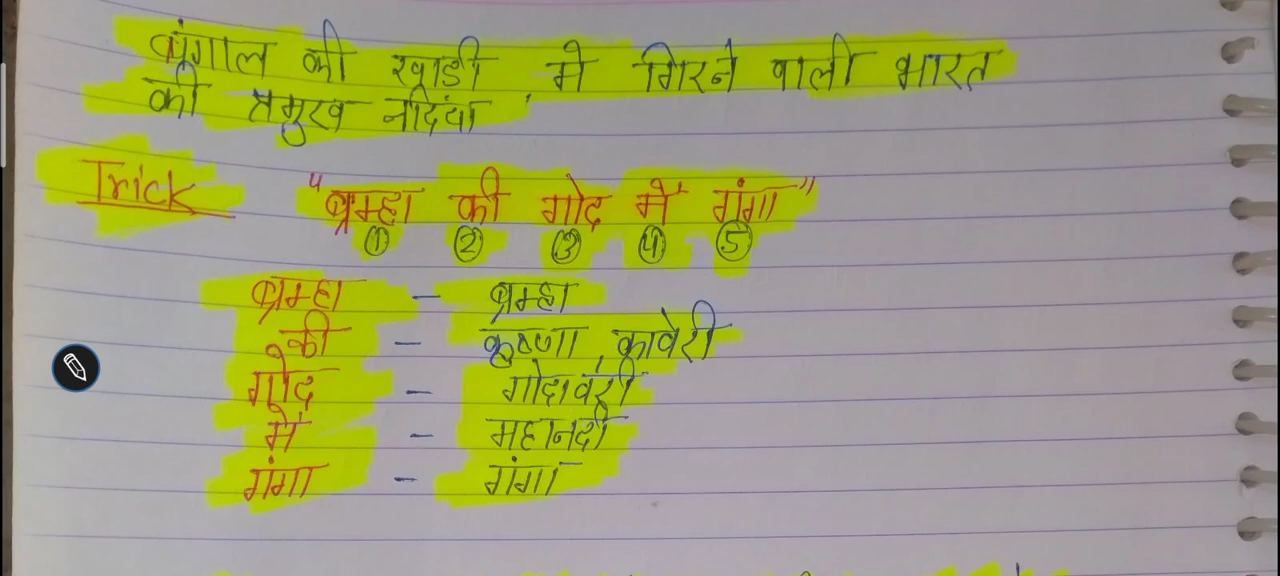 बंगाल की खाड़ी में गिरने वाली भारत
की प्रमुख नदियां
Trick "ब्रम्हा की गोद में गंगा"
① ② ③ ④ ⑤
ब्रम्हा - ब्रम्हा
की - कृष्णा, कावेरी
गोद - गोदावरी
में - महानदी
गंगा - गंगा